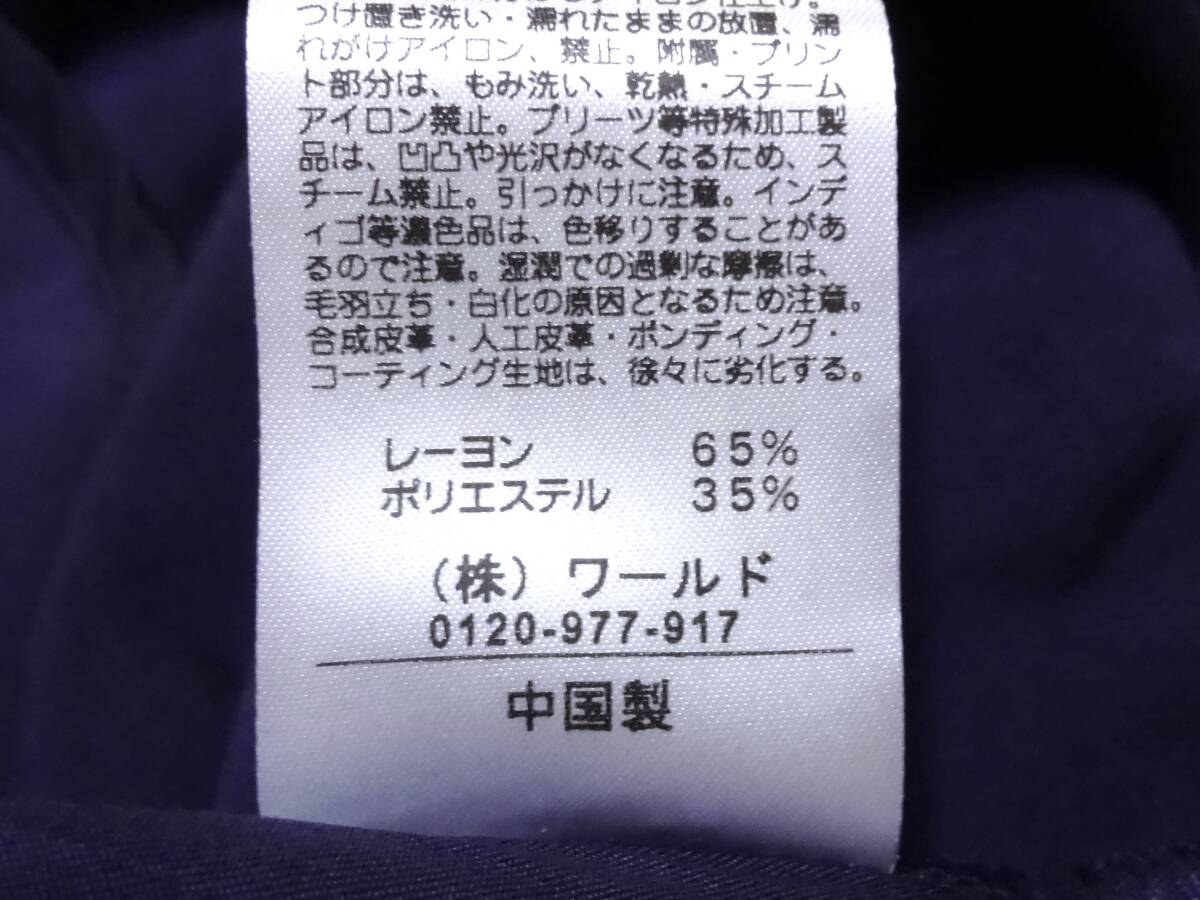 アイロン仕上げ。
つけ置き洗い・濡れたままの放置、濡
れがけアイロン、禁止。附属・プリン
ト部分は、もみ洗い、乾熱・スチーム
アイロン禁止。プリーツ等特殊加工製
品は、凹凸や光沢がなくなるため、ス
チーム禁止。引っかけに注意。インデ
ィゴ等濃色品は、色移りすることがあ
るので注意。湿潤での過剰な摩擦は、
毛羽立ち・白化の原因となるため注意。
合成皮革・人工皮革・ボンディング・
コーティング生地は、徐々に劣化する。
レーヨン 65%
ポリエステル 35%
(株) ワールド
0120-977-917
中国製